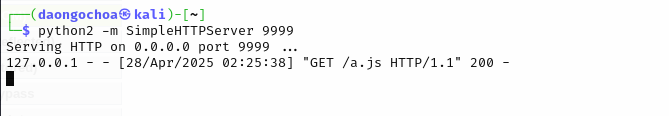 ┌──(daongochoa㉿kali)-[~]
└─$ python2 -m SimpleHTTPServer 9999
Serving HTTP on 0.0.0.0 port 9999 ...
127.0.0.1 - - [28/Apr/2025 02:25:38] "GET /a.js HTTP/1.1" 200 -